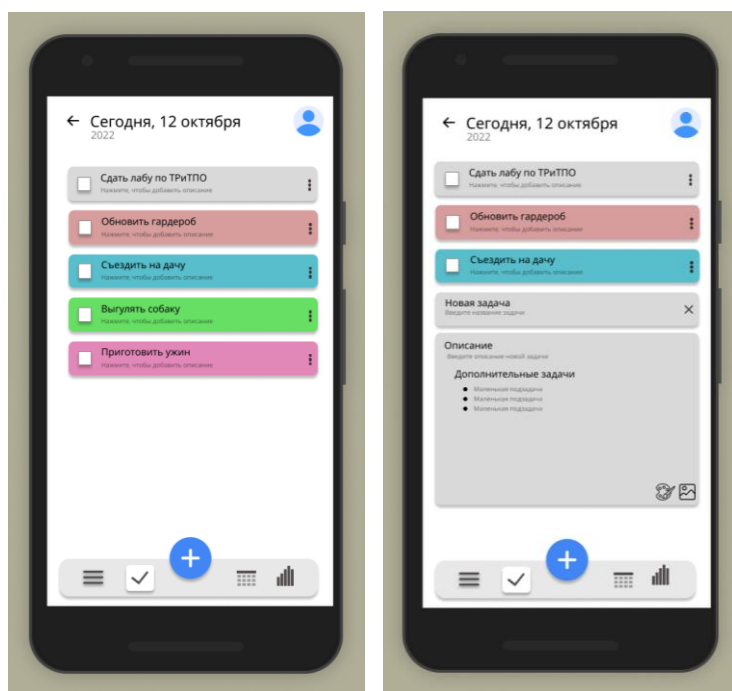 Сегодня, 12 октября
2022
Сдать лабу по ТРиТПО
Нажмите, чтобы добавить описание
Обновить гардероб
Нажмите, чтобы добавить описание
Съездить на дачу
Нажмите, чтобы добавить описание
Выгулять собаку
Нажмите, чтобы добавить описание
Приготовить ужин
Нажмите, чтобы добавить описание
Сегодня, 12 октября
2022
Сдать лабу по ТРиТПО
Нажмите, чтобы добавить описание
Обновить гардероб
Нажмите, чтобы добавить описание
Съездить на дачу
Нажмите, чтобы добавить описание
Новая задача
Введите название задачи
Описание
Введите описание новой задачи
Дополнительные задачи
Маленькая подзадача
Маленькая подзадача
Маленькая подзадача